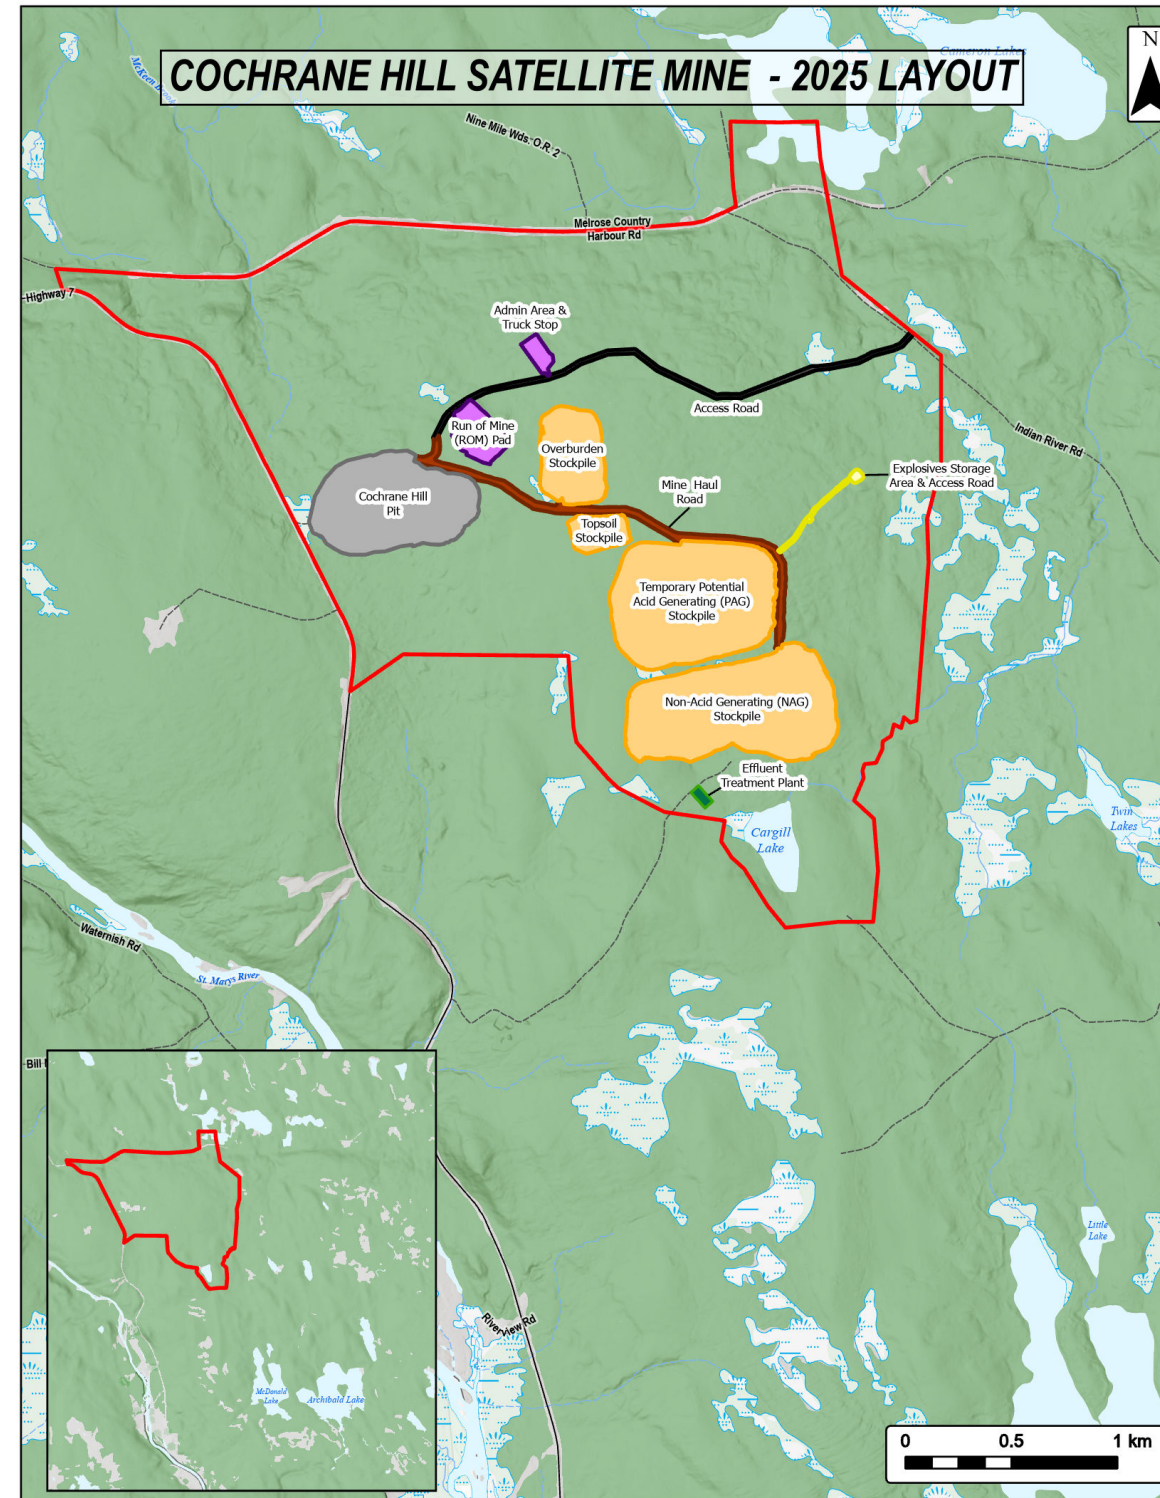 N
Cameron Lakes
COCHRANE HILL SATELLITE MINE - 2025 LAYOUT
Nine Mile Wds. O.R. 2
Melrose Country
Harbour Rd
Highway 7
Admin Area &
Truck Stop
Access Road
Run of Mine
(ROM) Pad
Overburden
Stockpile
Indian River Rd
Explosives Storage
Area & Access Road
Mine Haul
Road
Cochrane Hill
Pit
Topsoil
Stockpile
Temporary Potential
Acid Generating (PAG)
Stockpile
Non-Acid Generating (NAG)
Stockpile
Effluent
Treatment Plant
Cargill
Lake
Twin
Lakes
Waternish Rd
St. Marys River
Little
Lake
Riverview Rd
McDonald
Lake
Archibald Lake
0 0.5 1 km